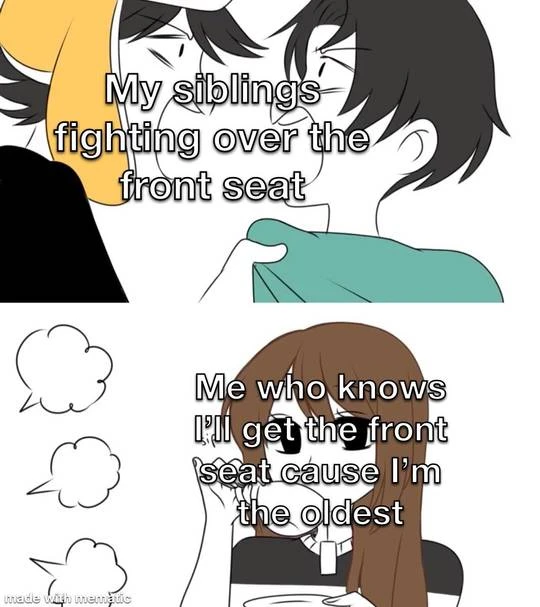 My siblings
fighting over the
front seat
Me who knows
I'll get the front
seat cause I'm
the oldest
made with mematic